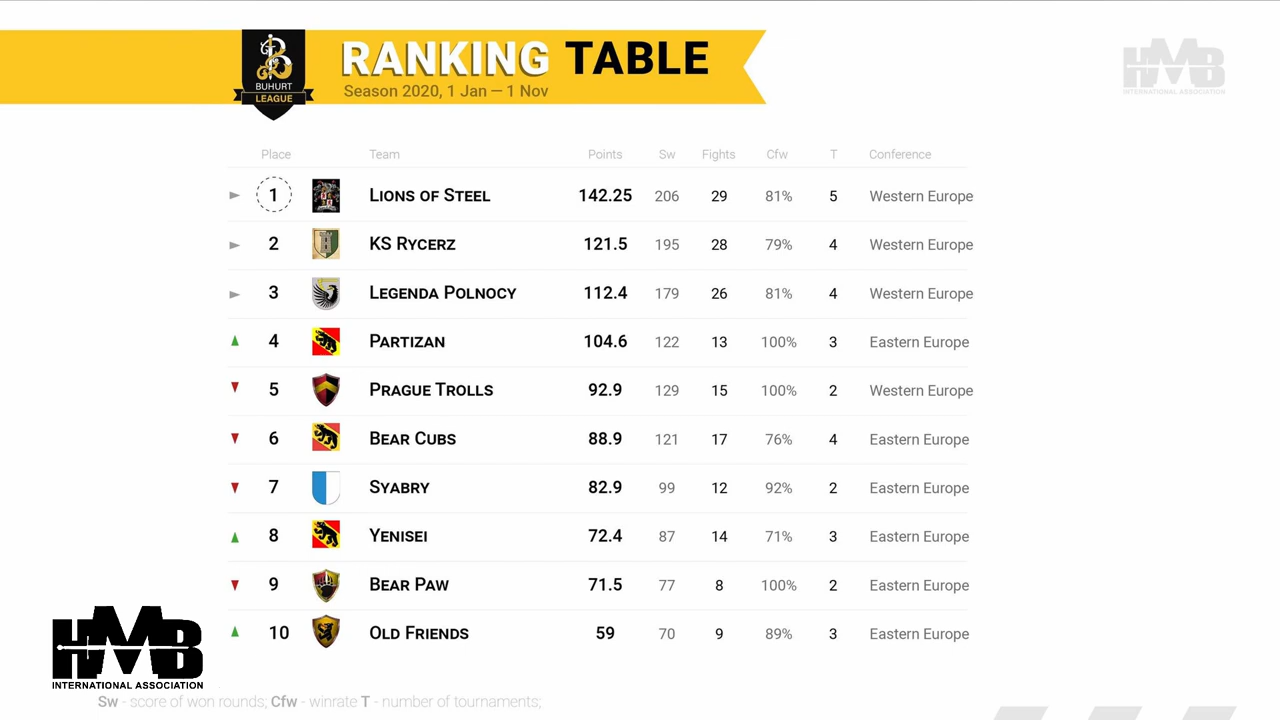 RANKING TABLE
Season 2020, 1 Jan — 1 Nov
BUHURT
LEAGUE
HMB
INTERNATIONAL ASSOCIATION
Place Team Points Sw Fights Cfw T Conference
1 LIONS OF STEEL 142.25 206 29 81% 5 Western Europe
2 KS RYCERZ 121.5 195 28 79% 4 Western Europe
3 LEGENDA POLNOCY 112.4 179 26 81% 4 Western Europe
4 PARTIZAN 104.6 122 13 100% 3 Eastern Europe
5 PRAGUE TROLLS 92.9 129 15 100% 2 Western Europe
6 BEAR CUBS 88.9 121 17 76% 4 Eastern Europe
7 SYABRY 82.9 99 12 92% 2 Eastern Europe
8 YENISEI 72.4 87 14 71% 3 Eastern Europe
9 BEAR PAW 71.5 77 8 100% 2 Eastern Europe
10 OLD FRIENDS 59 70 9 89% 3 Eastern Europe
HMB
INTERNATIONAL ASSOCIATION
Sw - score of won rounds; Cfw - winrate T - number of tournaments;